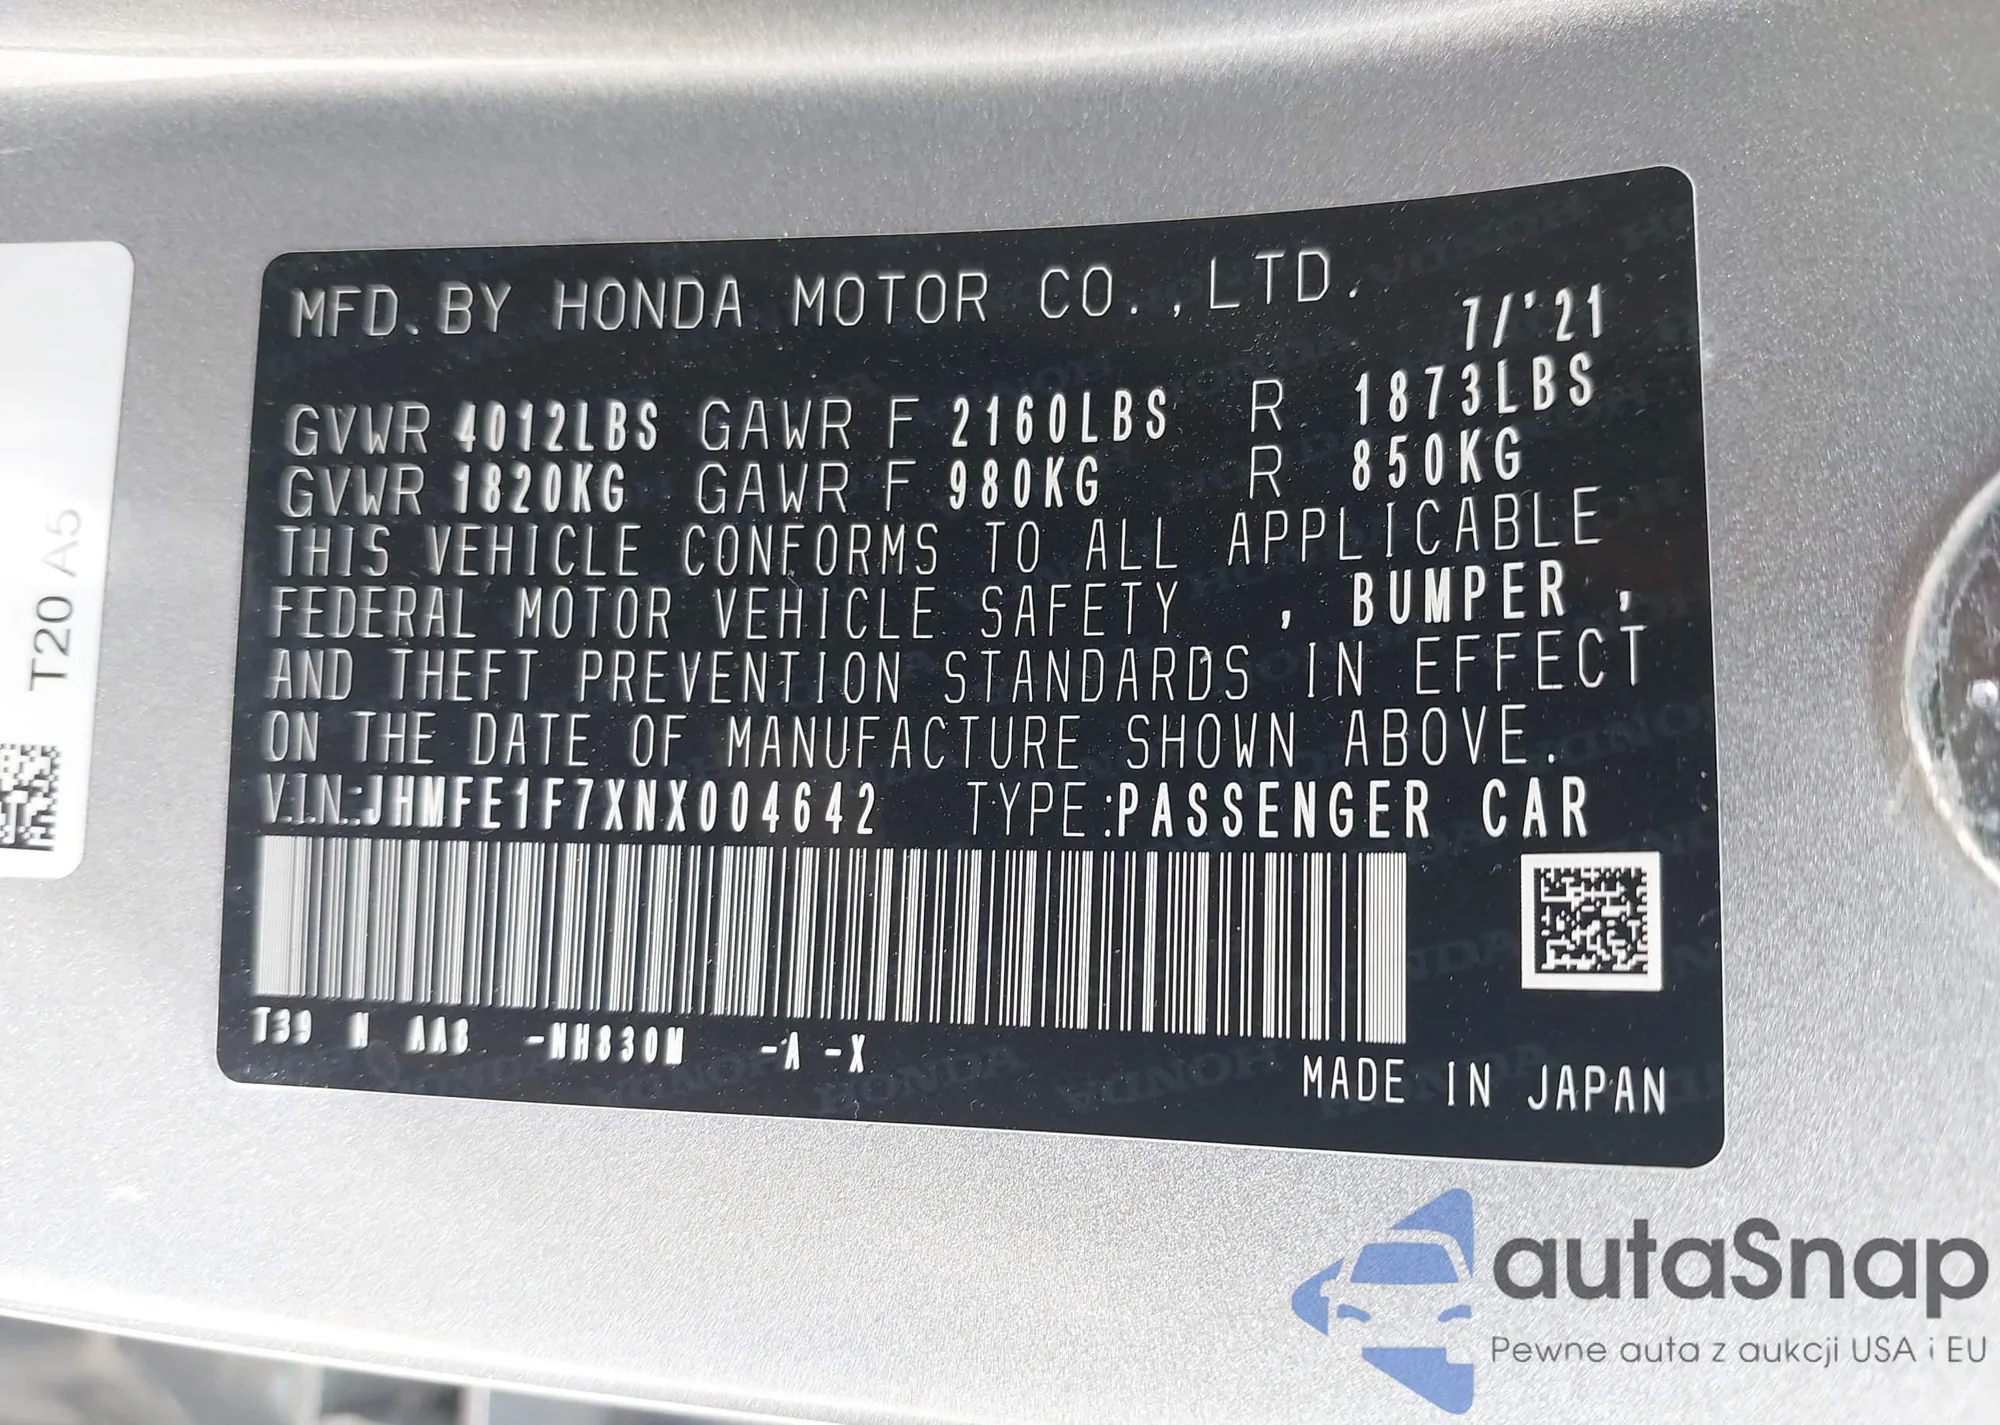 MFD. BY HONDA MOTOR CO., LTD.
7/'21
GVWR 4012LBS GAWR F 2160LBS R 1873LBS
GVWR 1820KG GAWR F 980KG R 850KG
THIS VEHICLE CONFORMS TO ALL APPLICABLE
FEDERAL MOTOR VEHICLE SAFETY , BUMPER ,
AND THEFT PREVENTION STANDARDS IN EFFECT
ON THE DATE OF MANUFACTURE SHOWN ABOVE.
V.I.N.:JHMFE1F7XNX004642 TYPE:PASSENGER CAR
T39 N AA8 -NH830M -A -X
MADE IN JAPAN
T20 A5
autaSnap
Pewne auta z aukcji USA i EU